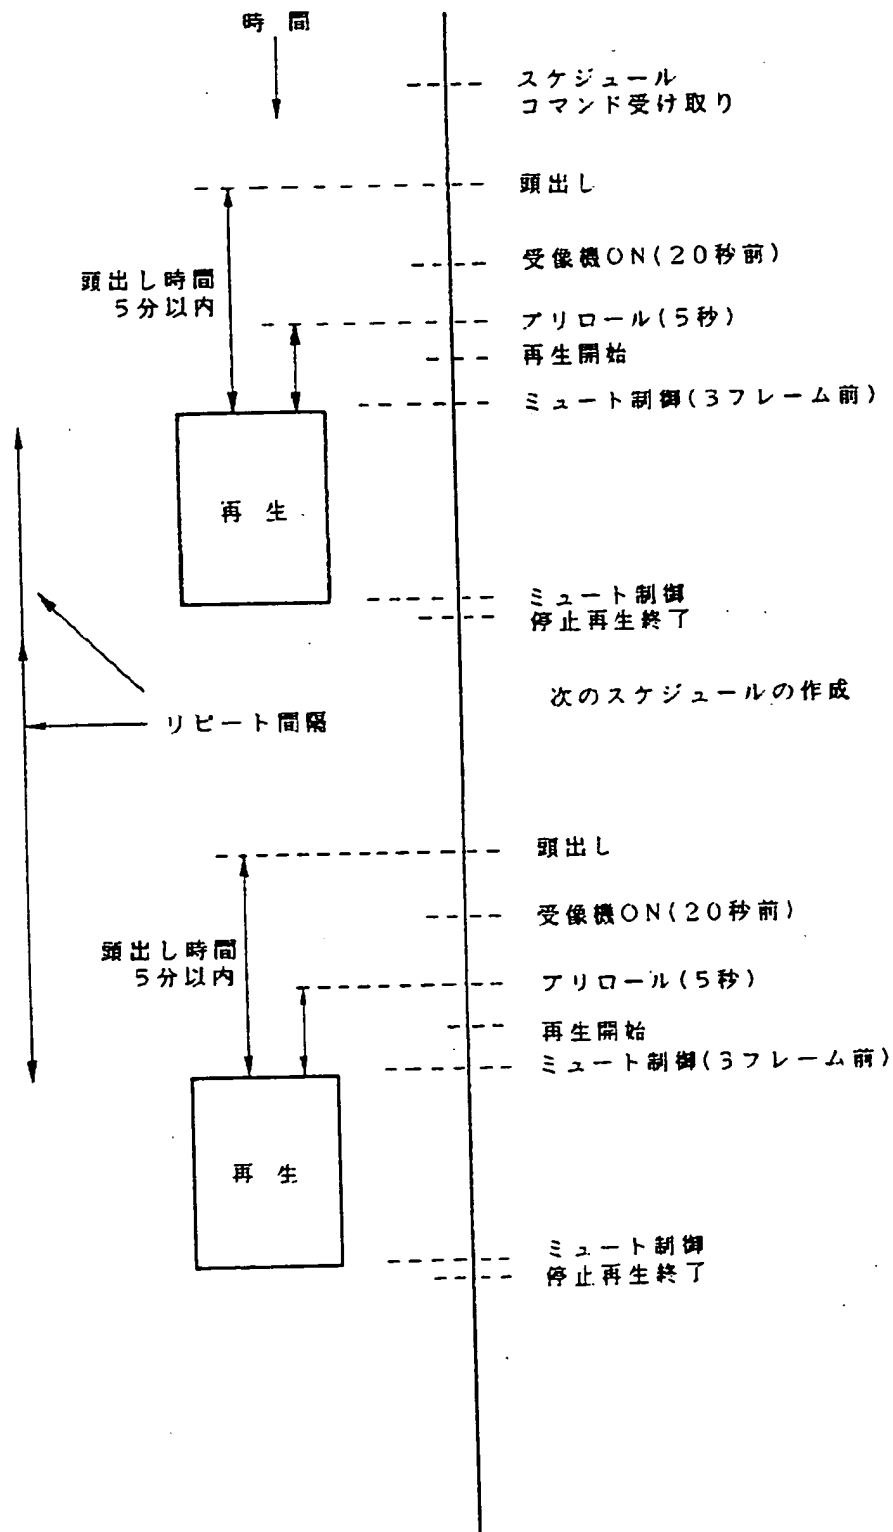 時間
スケジュール
コマンド受け取り
頭出し
受像機ON(20秒前)
頭出し時間
5分以内
プリロール(5秒)
再生開始
ミュート制御(3フレーム前)
再生
ミュート制御
停止再生終了
次のスケジュールの作成
リピート間隔
頭出し
受像機ON(20秒前)
頭出し時間
5分以内
プリロール(5秒)
再生開始
ミュート制御(3フレーム前)
再生
ミュート制御
停止再生終了